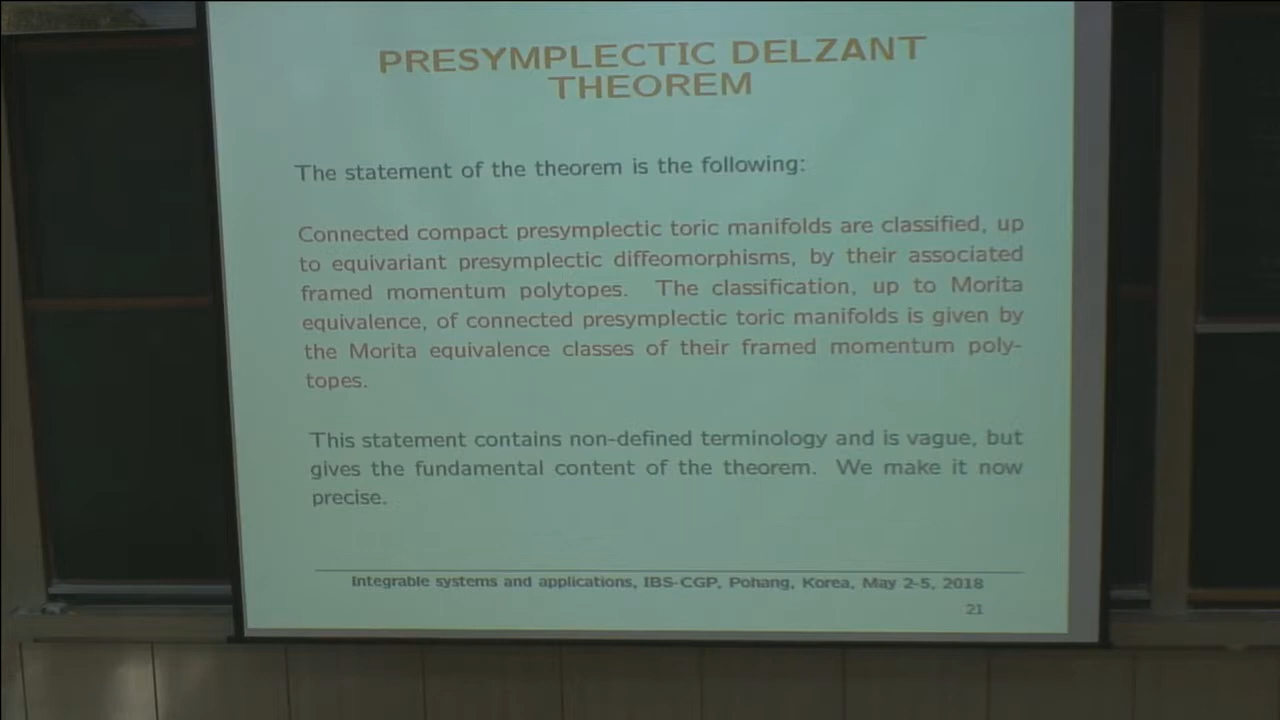 PRESYMPLECTIC DELZANT
THEOREM
The statement of the theorem is the following:
Connected compact presymplectic toric manifolds are classified, up
to equivariant presymplectic diffeomorphisms, by their associated
framed momentum polytopes. The classification, up to Morita
equivalence, of connected presymplectic toric manifolds is given by
the Morita equivalence classes of their framed momentum poly-
topes.
This statement contains non-defined terminology and is vague, but
gives the fundamental content of the theorem. We make it now
precise.
Integrable systems and applications, IBS-CGP, Pohang, Korea, May 2-5, 2018
21